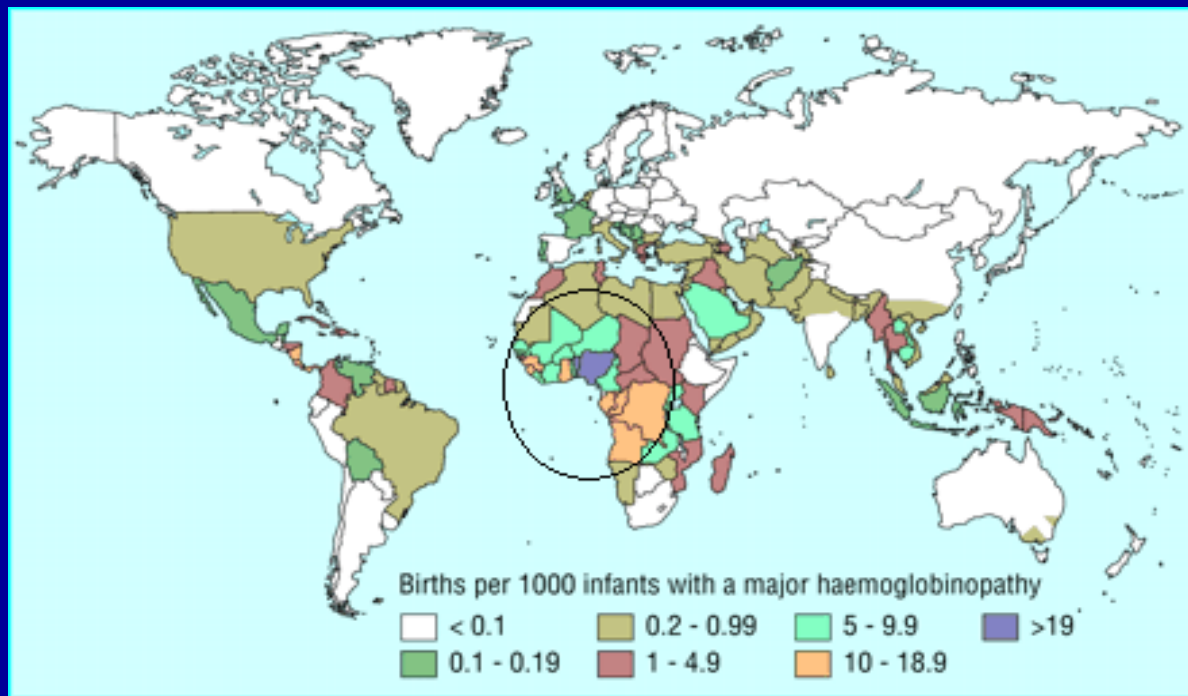 Births per 1000 infants with a major haemoglobinopathy
< 0.1
0.2 - 0.99
5 - 9.9
>19
0.1 - 0.19
1 - 4.9
10 - 18.9